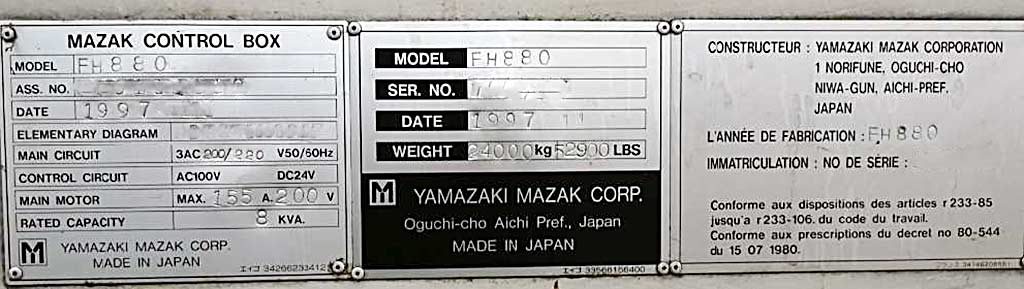 MAZAK CONTROL BOX
MODEL FH880
ASS. NO.
DATE 1997
ELEMENTARY DIAGRAM
MAIN CIRCUIT 3AC 200/220 V50/60Hz
CONTROL CIRCUIT AC100V DC24V
MAIN MOTOR MAX. 155 A. 200 V
RATED CAPACITY 8 KVA.
M YAMAZAKI MAZAK CORP.
MADE IN JAPAN
MODEL FH880
SER. NO.
DATE 1997 11
WEIGHT 24000kg 52900 LBS
M YAMAZAKI MAZAK CORP.
Oguchi-cho Aichi Pref., Japan
MADE IN JAPAN
CONSTRUCTEUR : YAMAZAKI MAZAK CORPORATION
1 NORIFUNE, OGUCHI-CHO
NIWA-GUN, AICHI-PREF.
JAPAN
L'ANNÉE DE FABRICATION : FH880
IMMATRICULATION : NO DE SÉRIE :
Conforme aux dispositions des articles r233-85
jusqu'a r233-106. du code du travail.
Conforme aux prescriptions du decret no 80-544
du 15 07 1980.